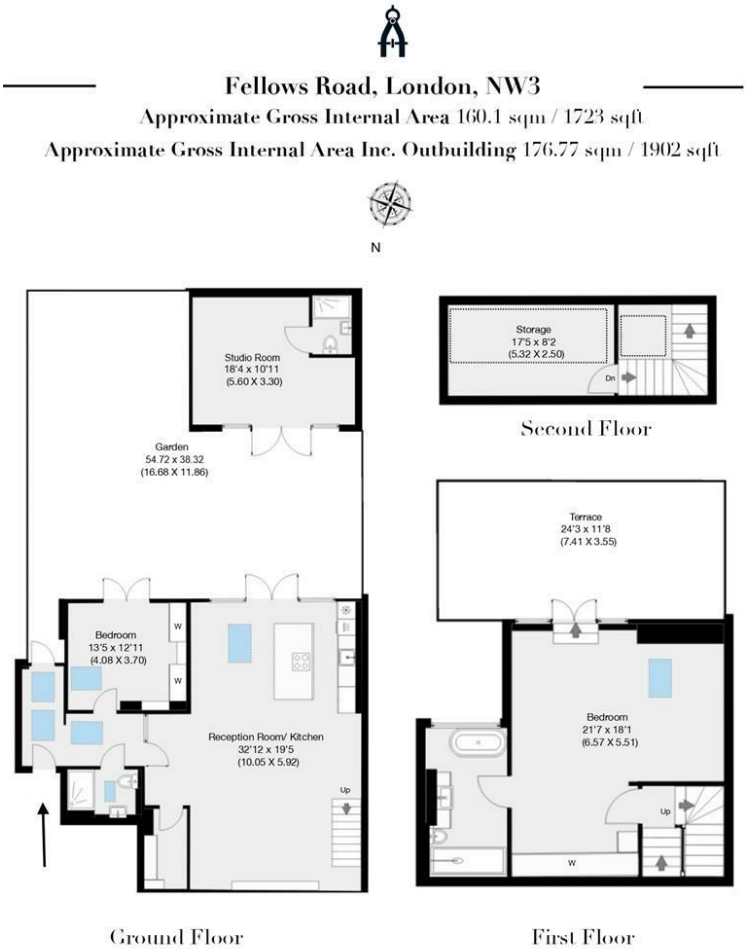 Fellows Road, London, NW3
Approximate Gross Internal Area 160.1 sqm / 1723 sqft
Approximate Gross Internal Area Inc. Outbuilding 176.77 sqm / 1902 sqft
N
Studio Room
18'4 x 10'11
(5.60 X 3.30)
Garden
54.72 x 38.32
(16.68 X 11.86)
Bedroom
13'5 x 12'11
(4.08 X 3.70)
W
W
Reception Room/ Kitchen
32'12 x 19'5
(10.05 X 5.92)
Up
Ground Floor
Storage
17'5 x 8'2
(5.32 X 2.50)
Dn
Second Floor
Terrace
24'3 x 11'8
(7.41 X 3.55)
Bedroom
21'7 x 18'1
(6.57 X 5.51)
Up
W
First Floor